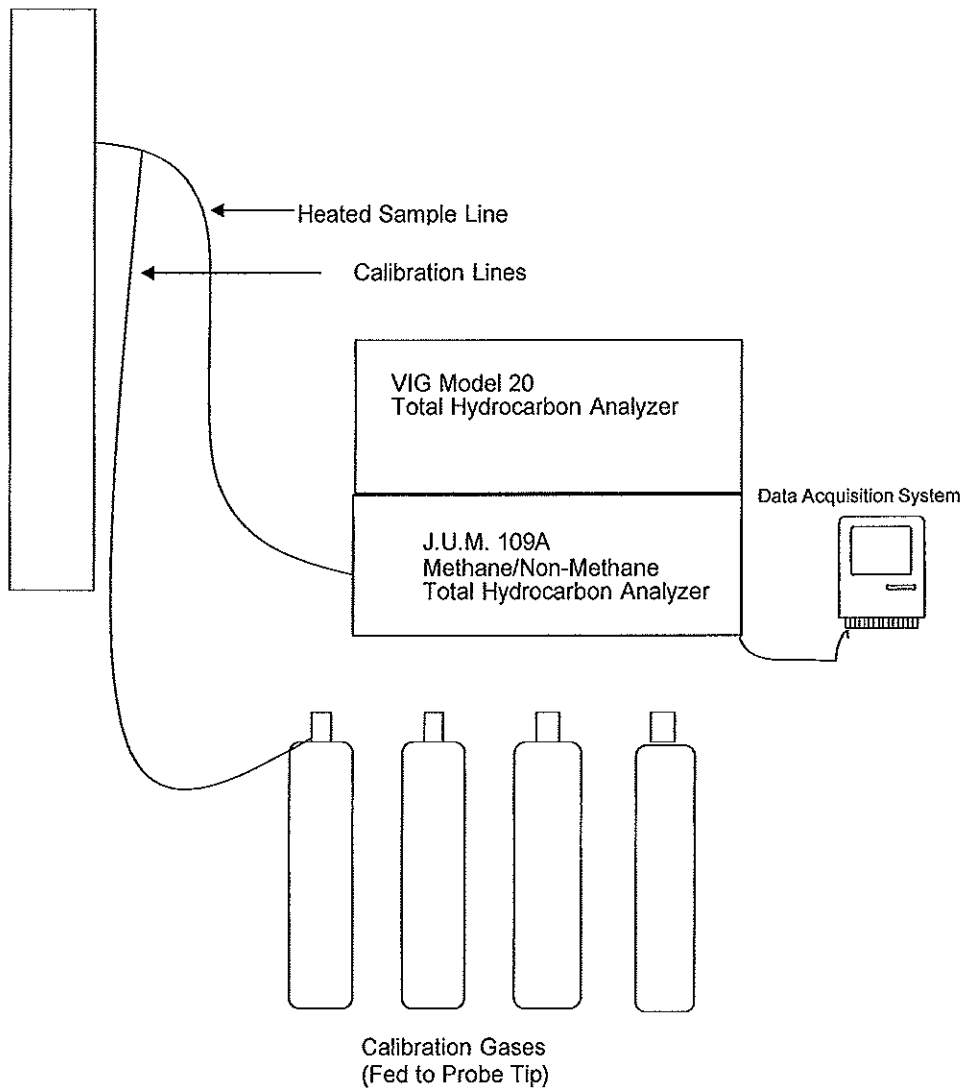 Heated Sample Line
Calibration Lines
VIG Model 20
Total Hydrocarbon Analyzer
Data Acquisition System
J.U.M. 109A
Methane/Non-Methane
Total Hydrocarbon Analyzer
Calibration Gases
(Fed to Probe Tip)